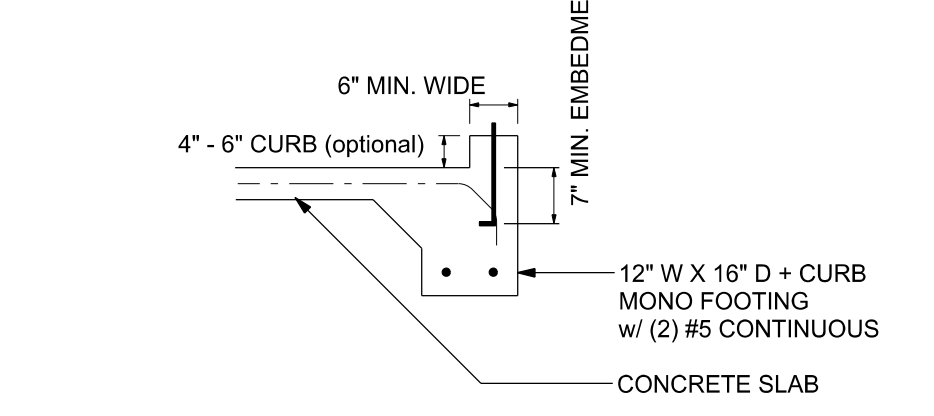 6" MIN. WIDE
4" - 6" CURB (optional)
7" MIN.
12" W X 16" D + CURB
MONO FOOTING
w/ (2) #5 CONTINUOUS
CONCRETE SLAB